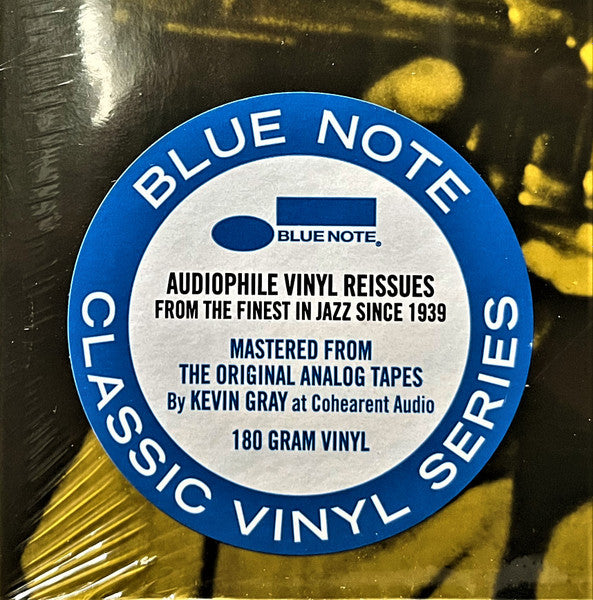 BLUE NOTE
BLUE NOTE®
AUDIOPHILE VINYL REISSUES
FROM THE FINEST IN JAZZ SINCE 1939
MASTERED FROM
THE ORIGINAL ANALOG TAPES
By KEVIN GRAY at Cohearent Audio
180 GRAM VINYL
CLASSIC VINYL SERIES